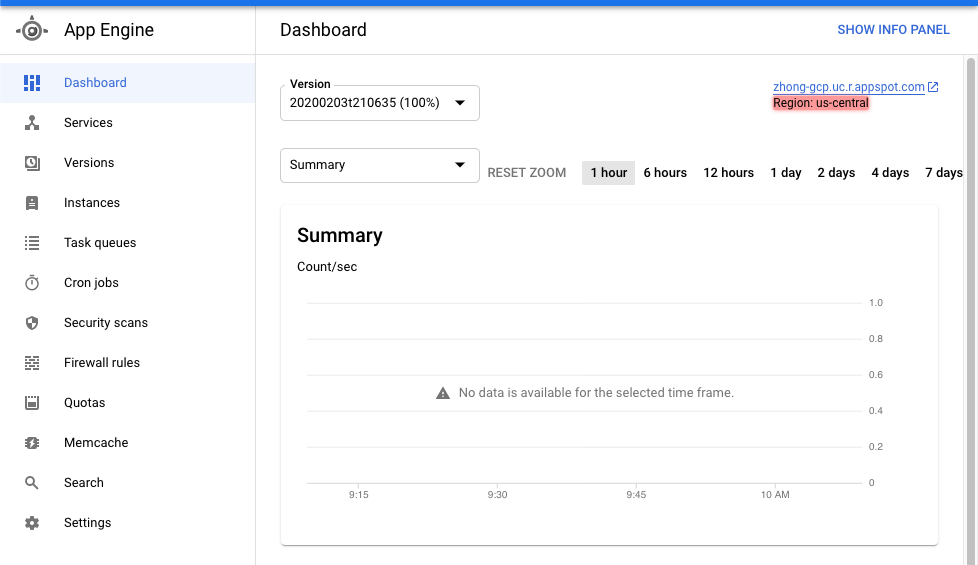 App Engine
Dashboard
SHOW INFO PANEL
Dashboard
Services
Versions
Instances
Task queues
Cron jobs
Security scans
Firewall rules
Quotas
Memcache
Search
Settings
Version
20200203t210635 (100%)
zhong-gcp.uc.r.appspot.com
Region: us-central
Summary
RESET ZOOM 1 hour 6 hours 12 hours 1 day 2 days 4 days 7 days
Summary
Count/sec
1.0
0.8
0.6
No data is available for the selected time frame.
0.4
0.2
0
9:15 9:30 9:45 10 AM